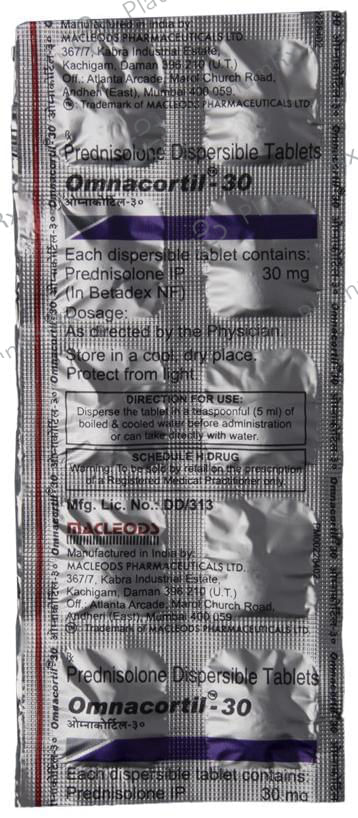 Manufactured in India by:
MACLEODS PHARMACEUTICALS LTD.
367/7, Kabra Industrial Estate,
Kachigam, Daman 396 210 (U.T.)
Off.: Atlanta Arcade, Marol Church Road,
Andheri (East), Mumbai 400 059.
®: Trademark of MACLEODS PHARMACEUTICALS LTD.
Prednisolone Dispersible Tablets
Omnacortil™-30
ओम्नाकोर्टिल-३०
Each dispersible tablet contains:
Prednisolone IP 30 mg
(In Betadex NF)
Dosage:
As directed by the Physician.
Store in a cool, dry place.
Protect from light.
DIRECTION FOR USE:
Disperse the tablet in a teaspoonful (5 ml) of
boiled & cooled water before administration
or can take directly with water.
SCHEDULE H DRUG
Warning: To be sold by retail on the prescription
of a Registered Medical Practitioner only.
Mfg. Lic. No.: DD/313
MACLEODS
Manufactured in India by:
MACLEODS PHARMACEUTICALS LTD.
367/7, Kabra Industrial Estate,
Kachigam, Daman 396 210 (U.T.)
Off.: Atlanta Arcade, Marol Church Road,
Andheri (East), Mumbai 400 059.
®: Trademark of MACLEODS PHARMACEUTICALS LTD.
Prednisolone Dispersible Tablets
Omnacortil™-30
ओम्नाकोर्टिल-३०
Each dispersible tablet contains:
Prednisolone IP 30 mg